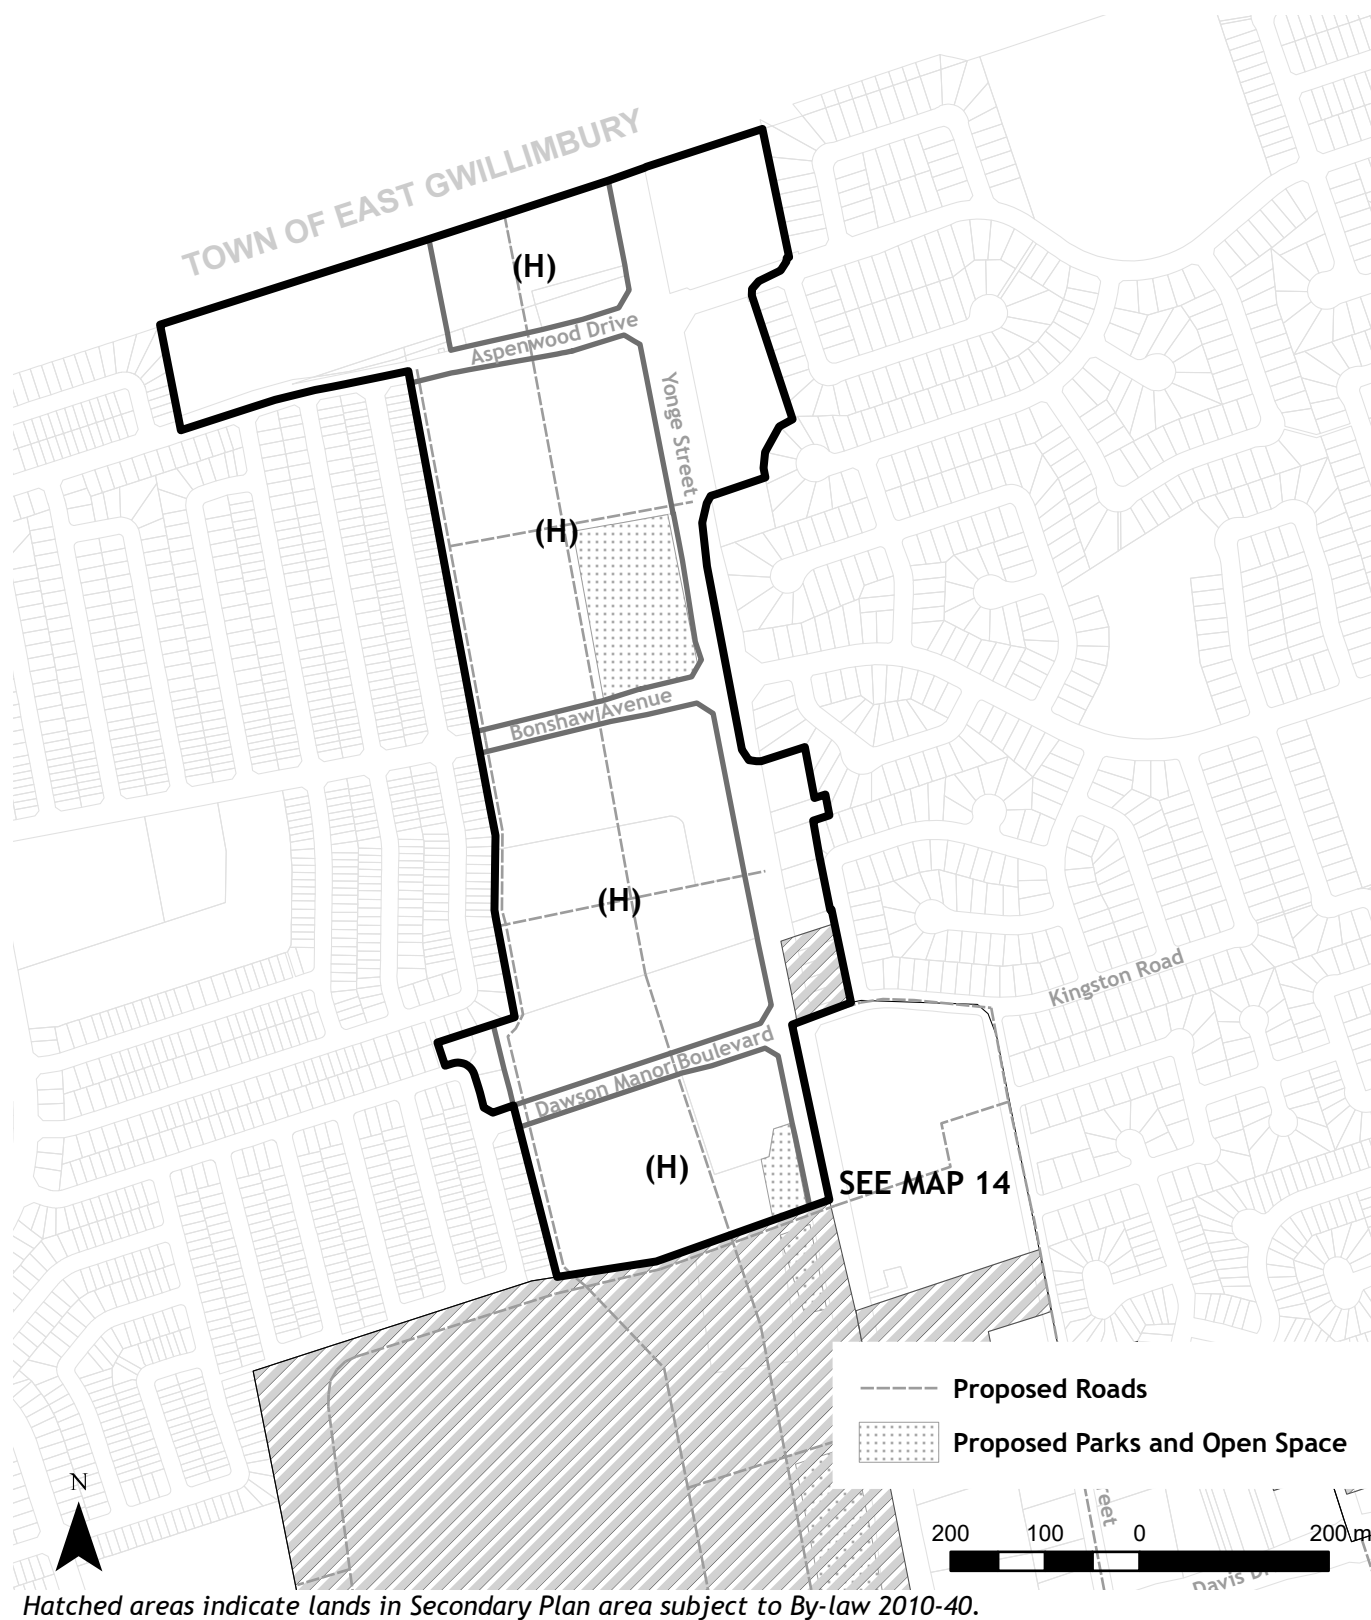 TOWN OF EAST GWILLIMBURY
(H)
Aspenwood Drive
Yonge Street
(H)
Bonshaw Avenue
(H)
Kingston Road
Dawson Manor Boulevard
(H)
SEE MAP 14
Proposed Roads
Proposed Parks and Open Space
N
200 100 0 200 m
Hatched areas indicate lands in Secondary Plan area subject to By-law 2010-40.